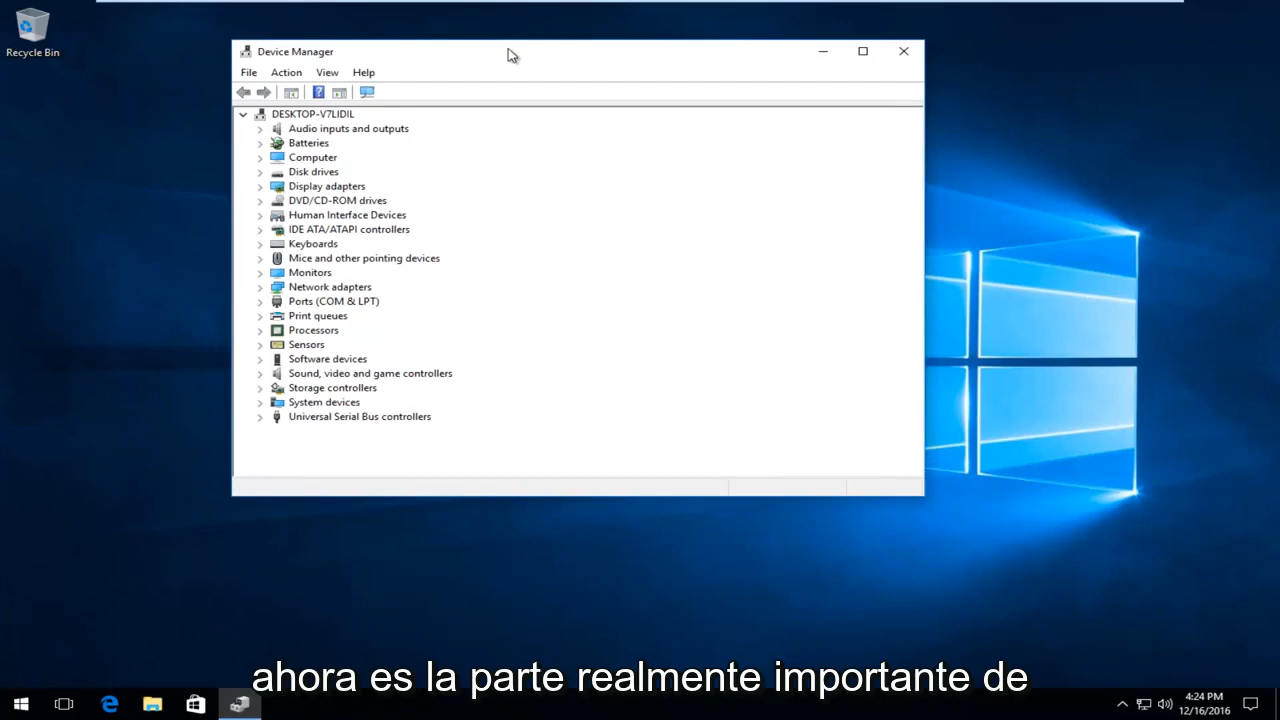 Recycle Bin
Device Manager
File Action View Help
DESKTOP-V7LIDIL
Audio inputs and outputs
Batteries
Computer
Disk drives
Display adapters
DVD/CD-ROM drives
Human Interface Devices
IDE ATA/ATAPI controllers
Keyboards
Mice and other pointing devices
Monitors
Network adapters
Ports (COM & LPT)
Print queues
Processors
Sensors
Software devices
Sound, video and game controllers
Storage controllers
System devices
Universal Serial Bus controllers
ahora es la parte realmente importante de
4:24 PM
12/16/2016